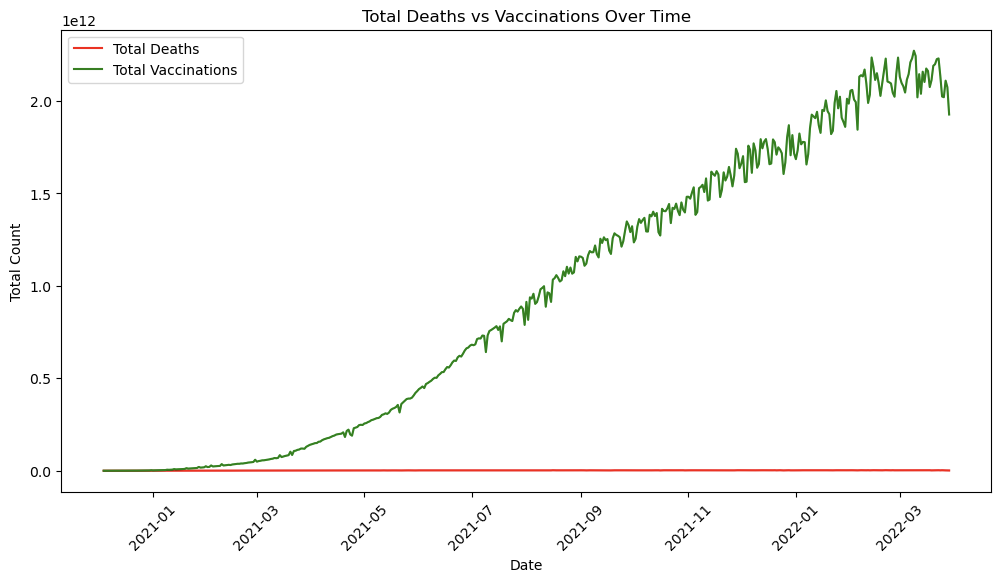 Total Deaths vs Vaccinations Over Time
1e12
Total Deaths
Total Vaccinations
Total Count
2.0
1.5
1.0
0.5
0.0
2021-01
2021-03
2021-05
2021-07
2021-09
2021-11
2022-01
2022-03
Date